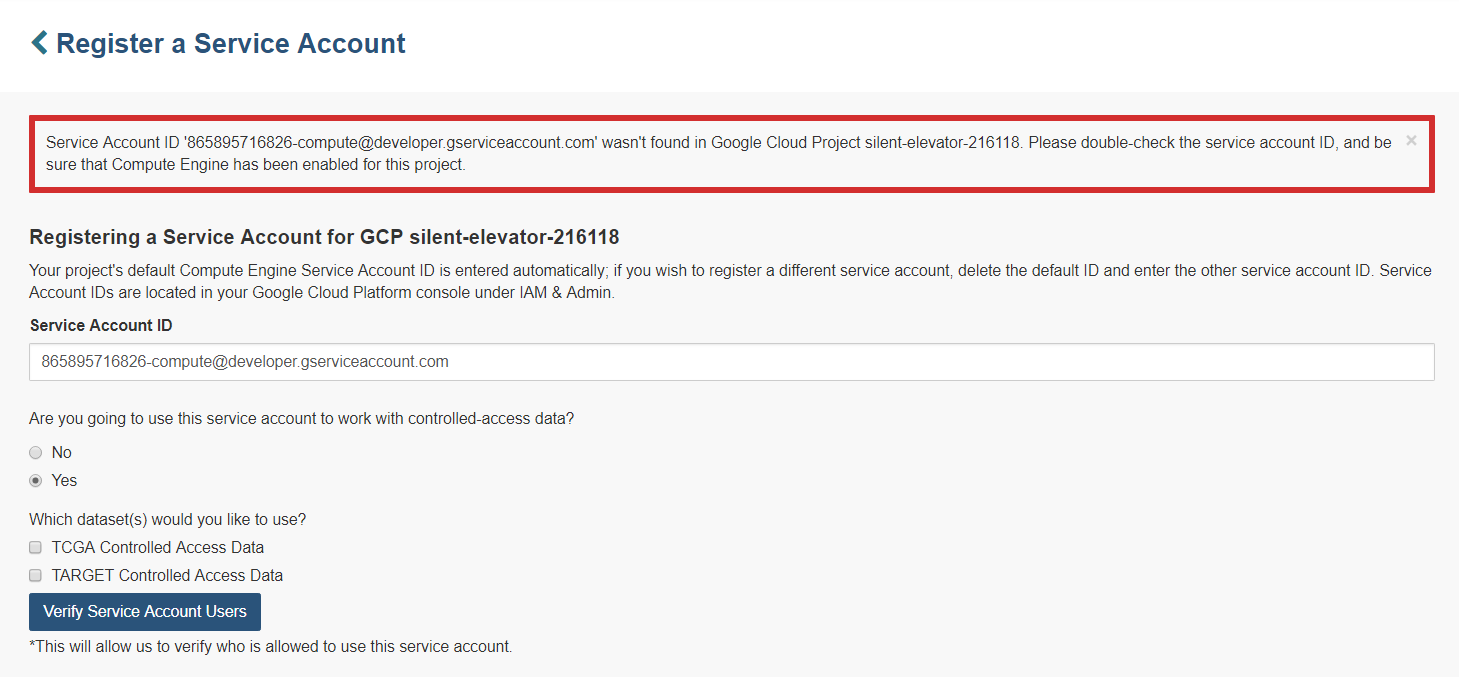 Register a Service Account
Service Account ID '865895716826-compute@developer.gserviceaccount.com' wasn't found in Google Cloud Project silent-elevator-216118. Please double-check the service account ID, and be
sure that Compute Engine has been enabled for this project.
×
Registering a Service Account for GCP silent-elevator-216118
Your project's default Compute Engine Service Account ID is entered automatically; if you wish to register a different service account, delete the default ID and enter the other service account ID. Service
Account IDs are located in your Google Cloud Platform console under IAM & Admin.
Service Account ID
865895716826-compute@developer.gserviceaccount.com
Are you going to use this service account to work with controlled-access data?
No
Yes
Which dataset(s) would you like to use?
TCGA Controlled Access Data
TARGET Controlled Access Data
Verify Service Account Users
*This will allow us to verify who is allowed to use this service account.